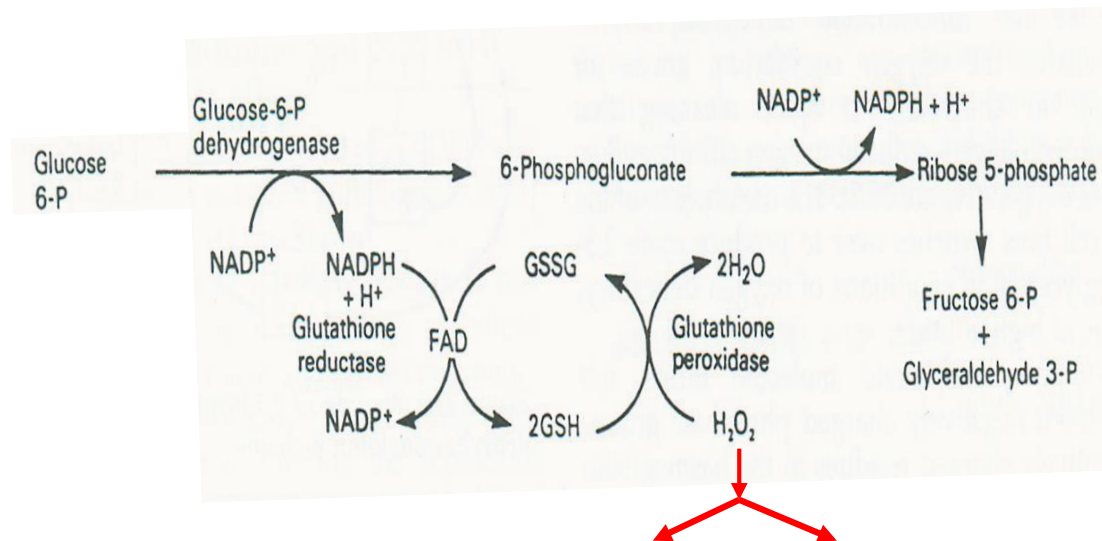 Glucose-6-P
dehydrogenase
Glucose
6-P
6-Phosphogluconate
NADP⁺
NADPH + H⁺
Ribose 5-phosphate
NADP⁺
NADPH
+ H⁺
Glutathione
reductase
FAD
NADP⁺
GSSG
2GSH
2H₂O
Glutathione
peroxidase
H₂O₂
Fructose 6-P
+
Glyceraldehyde 3-P